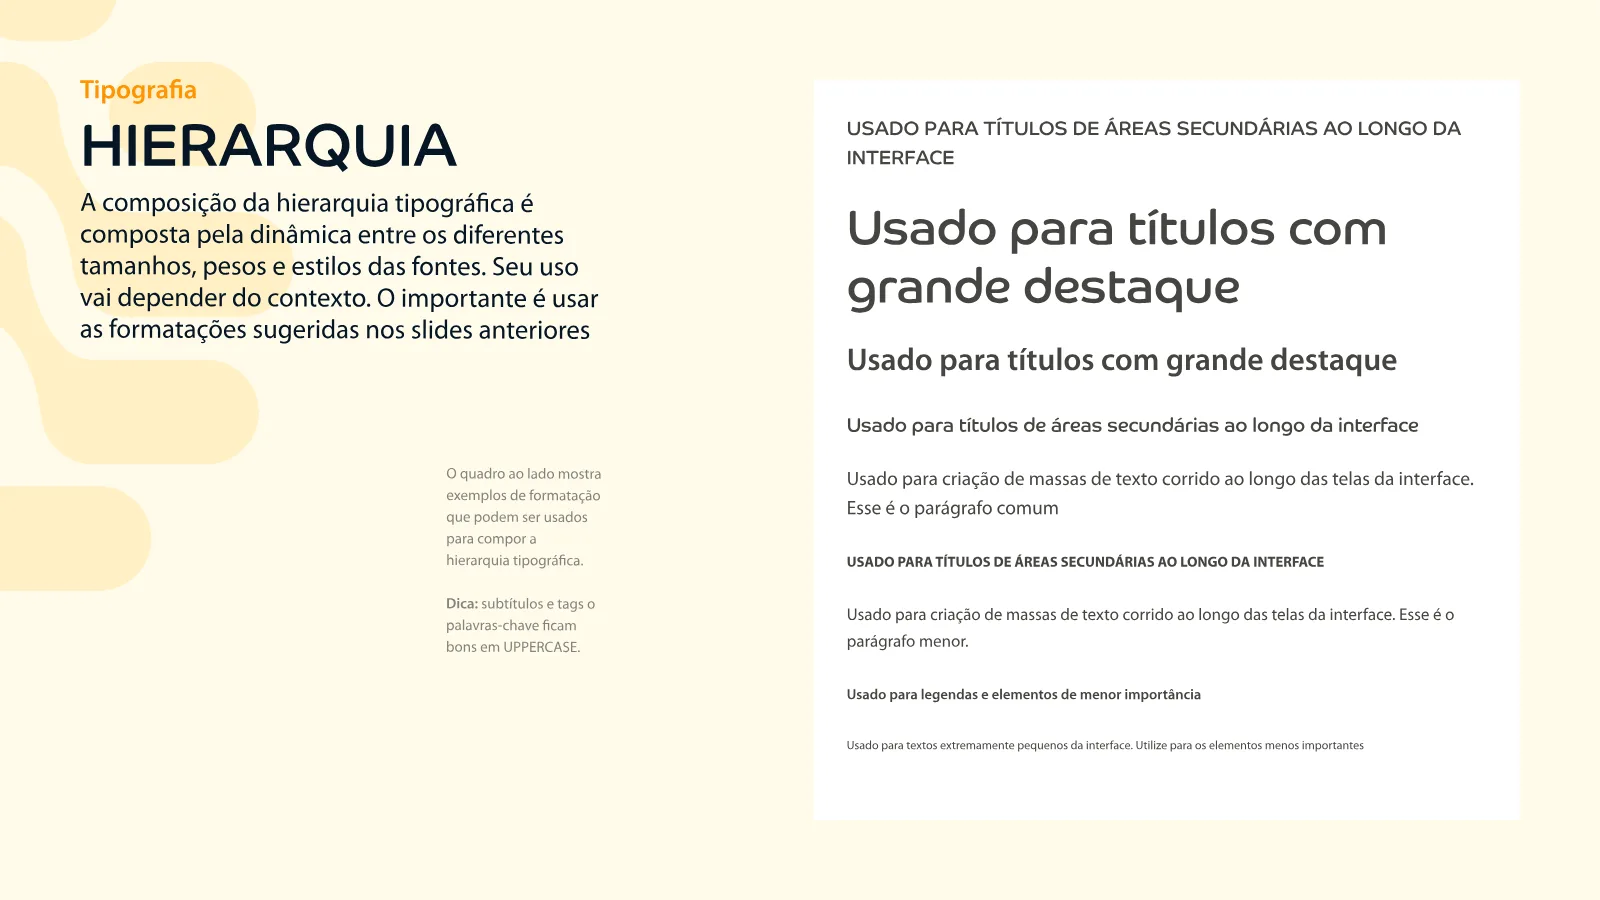 Tipografia
HIERARQUIA
A composição da hierarquia tipográfica é
composta pela dinâmica entre os diferentes
tamanhos, pesos e estilos das fontes. Seu uso
vai depender do contexto. O importante é usar
as formatações sugeridas nos slides anteriores
O quadro ao lado mostra
exemplos de formatação
que podem ser usados
para compor a
hierarquia tipográfica.
Dica: subtítulos e tags o
palavras-chave ficam
bons em UPPERCASE.
USADO PARA TÍTULOS DE ÁREAS SECUNDÁRIAS AO LONGO DA
INTERFACE
Usado para títulos com
grande destaque
Usado para títulos com grande destaque
Usado para títulos de áreas secundárias ao longo da interface
Usado para criação de massas de texto corrido ao longo das telas da interface.
Esse é o parágrafo comum
USADO PARA TÍTULOS DE ÁREAS SECUNDÁRIAS AO LONGO DA INTERFACE
Usado para criação de massas de texto corrido ao longo das telas da interface. Esse é o
parágrafo menor.
Usado para legendas e elementos de menor importância
Usado para textos extremamente pequenos da interface. Utilize para os elementos menos importantes